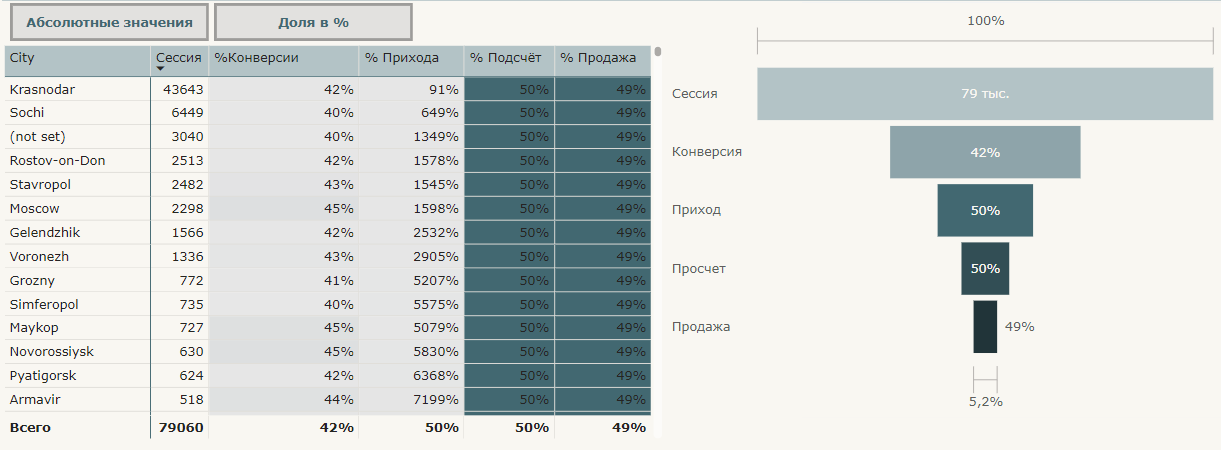 Абсолютные значения Доля в %
City Сессия %Конверсии % Прихода % Подсчёт % Продажа
Krasnodar 43643 42% 91% 50% 49%
Sochi 6449 40% 649% 50% 49%
(not set) 3040 40% 1349% 50% 49%
Rostov-on-Don 2513 42% 1578% 50% 49%
Stavropol 2482 43% 1545% 50% 49%
Moscow 2298 45% 1598% 50% 49%
Gelendzhik 1566 42% 2532% 50% 49%
Voronezh 1336 43% 2905% 50% 49%
Grozny 772 41% 5207% 50% 49%
Simferopol 735 40% 5575% 50% 49%
Maykop 727 45% 5079% 50% 49%
Novorossiysk 630 45% 5830% 50% 49%
Pyatigorsk 624 42% 6368% 50% 49%
Armavir 518 44% 7199% 50% 49%
Всего 79060 42% 50% 50% 49%
100%
Сессия 79 тыс.
Конверсия 42%
Приход 50%
Просчет 50%
Продажа 49%
5,2%